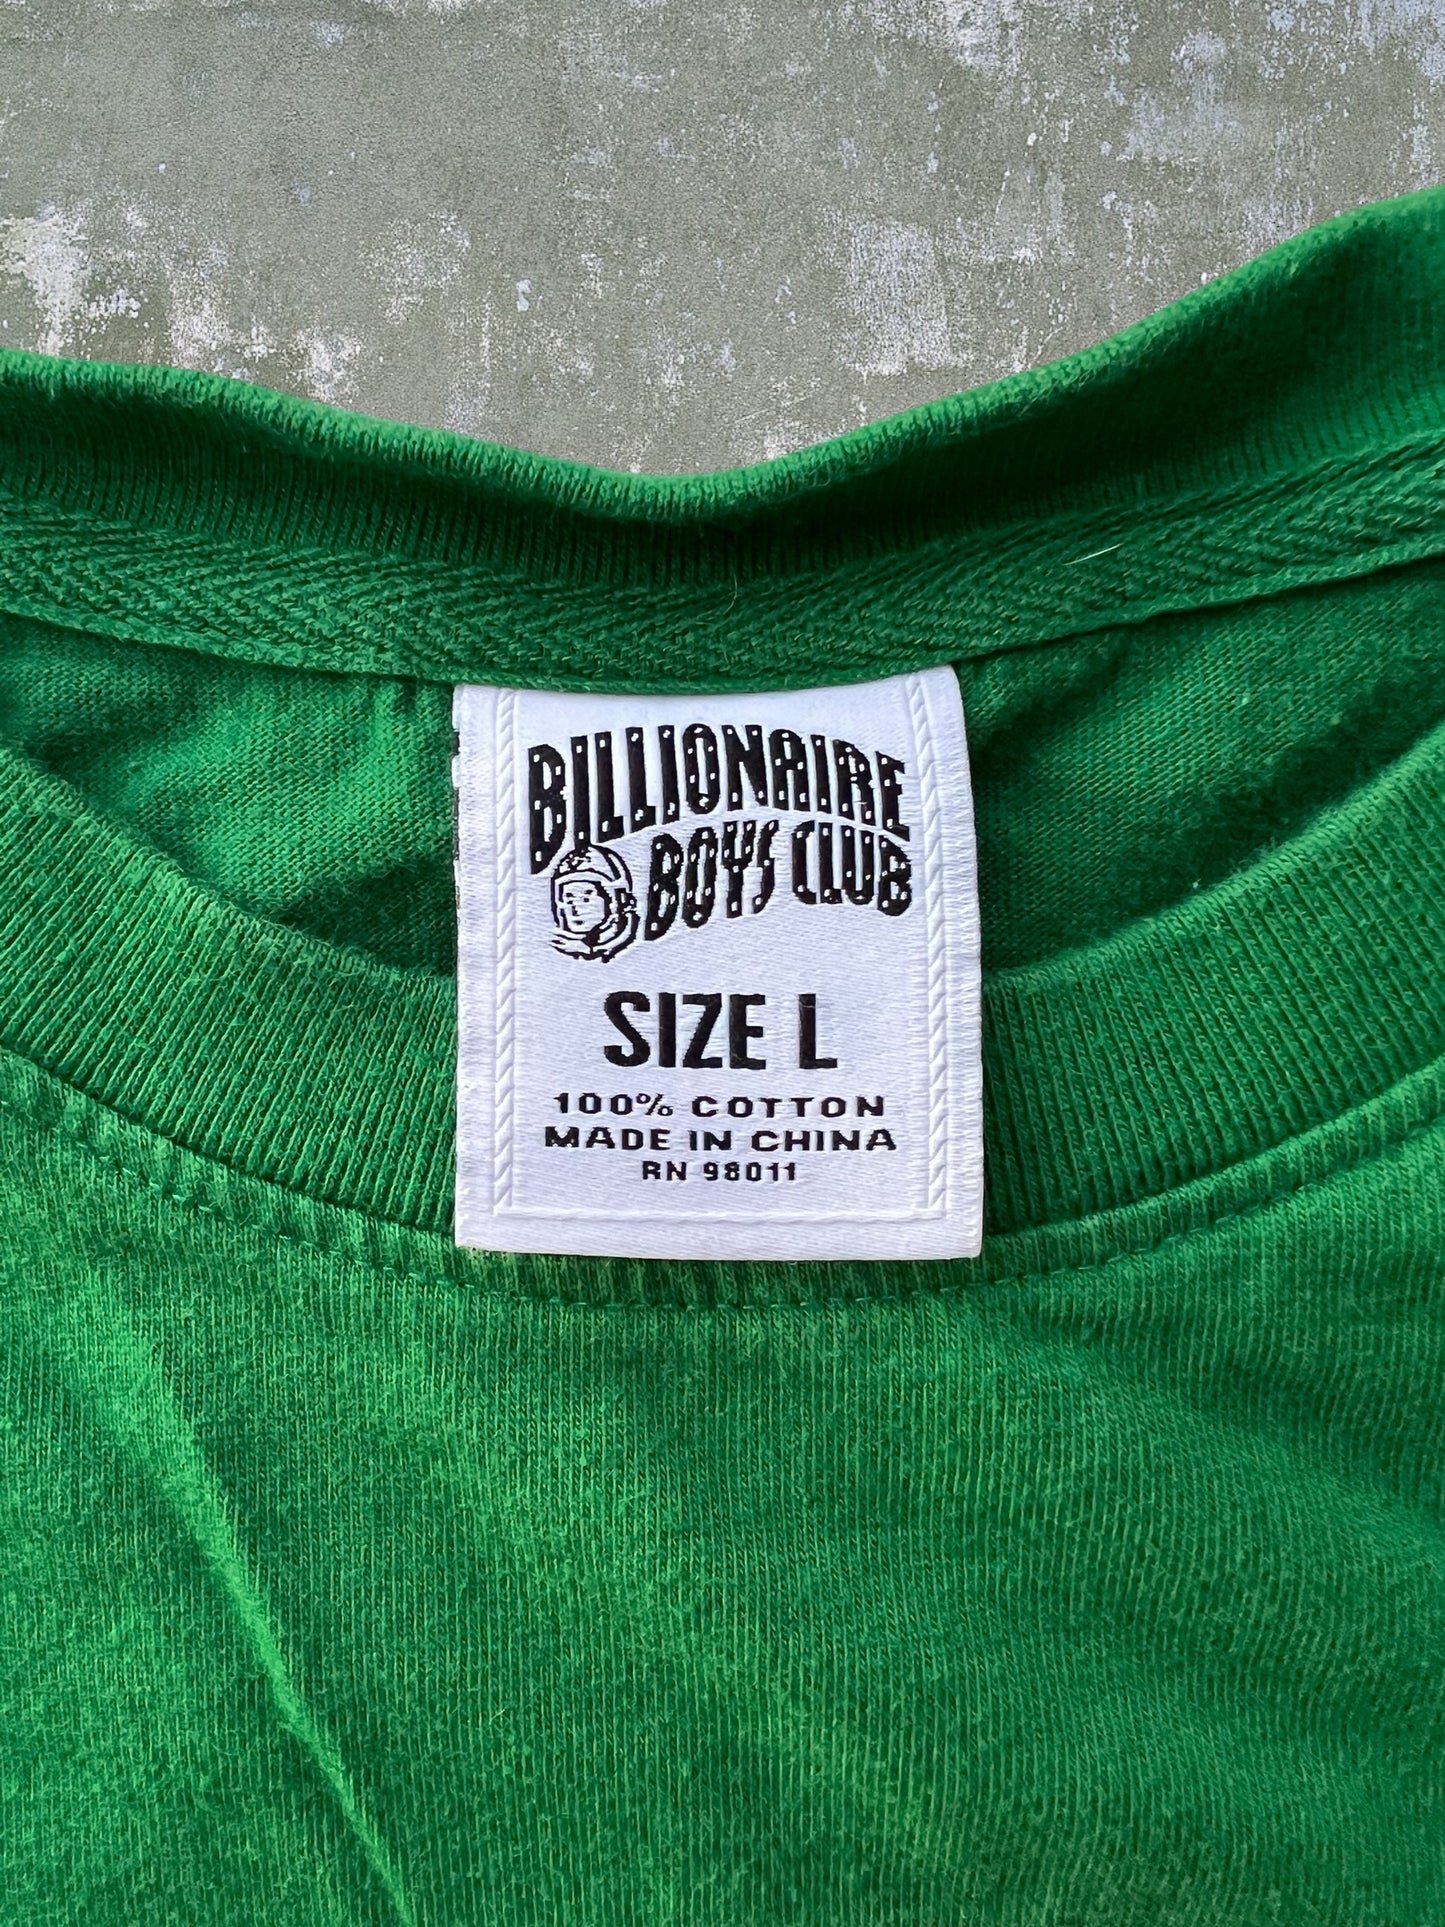 BILLIONAIRE
BOYS CLUB
SIZE L
100% COTTON
MADE IN CHINA
RN 98011